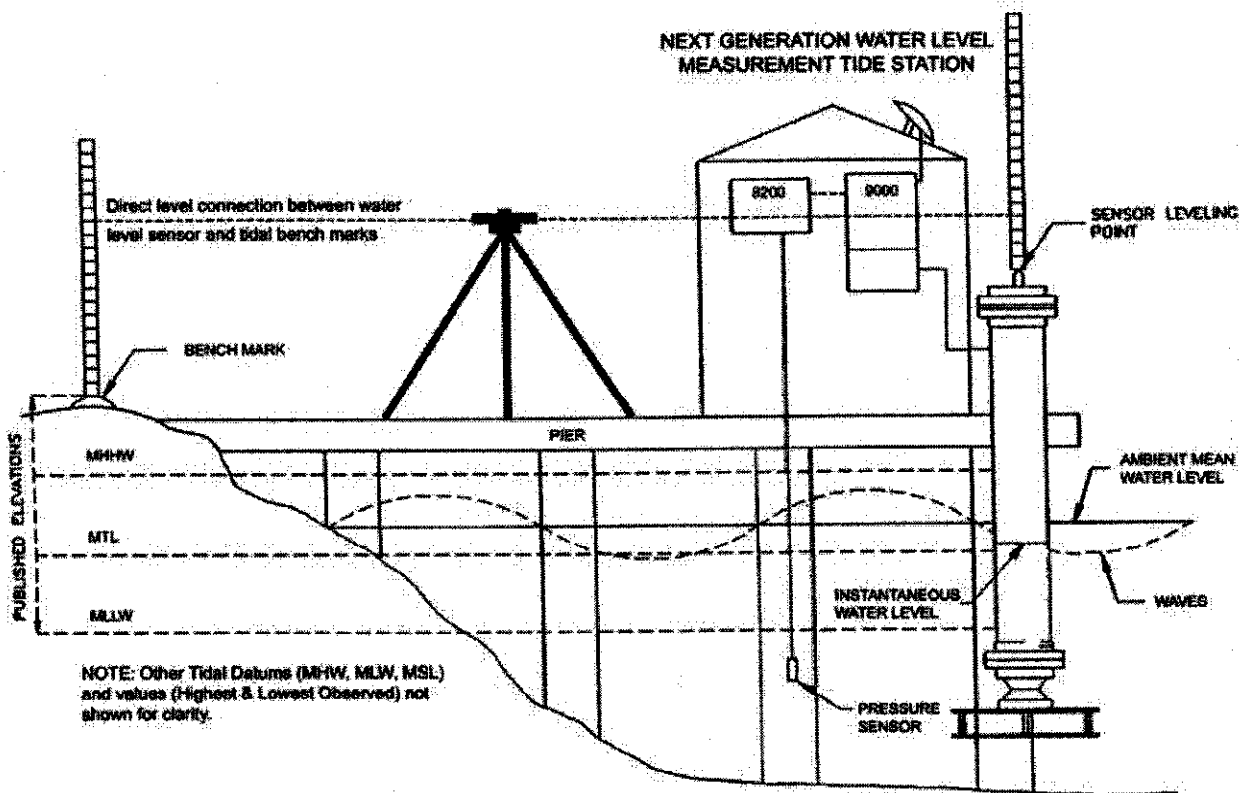 NEXT GENERATION WATER LEVEL
MEASUREMENT TIDE STATION
Direct level connection between water
level sensor and tidal bench marks
8200
9000
SENSOR LEVELING
POINT
BENCH MARK
PIER
PUBLISHED ELEVATIONS
MHHW
AMBIENT MEAN
WATER LEVEL
MTL
INSTANTANEOUS
WATER LEVEL
WAVES
MLLW
NOTE: Other Tidal Datums (MHW, MLW, MSL)
and values (Highest & Lowest Observed) not
shown for clarity.
PRESSURE
SENSOR